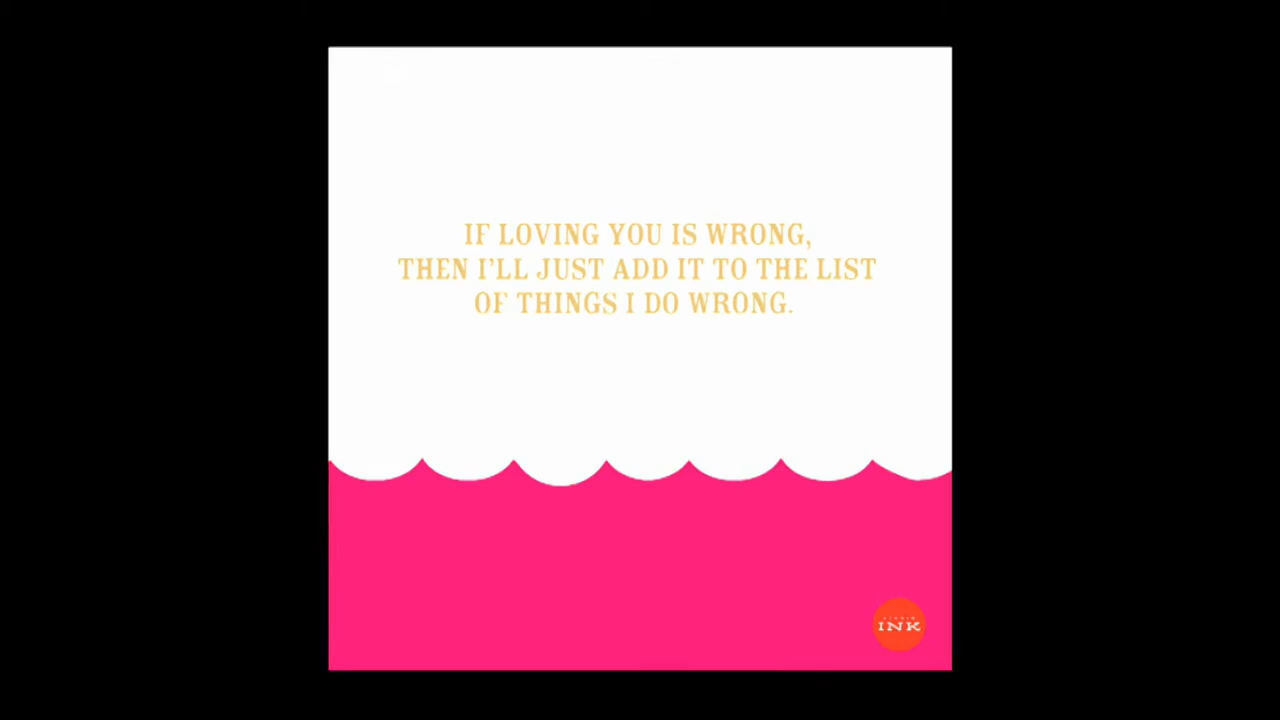 IF LOVING YOU IS WRONG,
THEN I'LL JUST ADD IT TO THE LIST
OF THINGS I DO WRONG.
INK